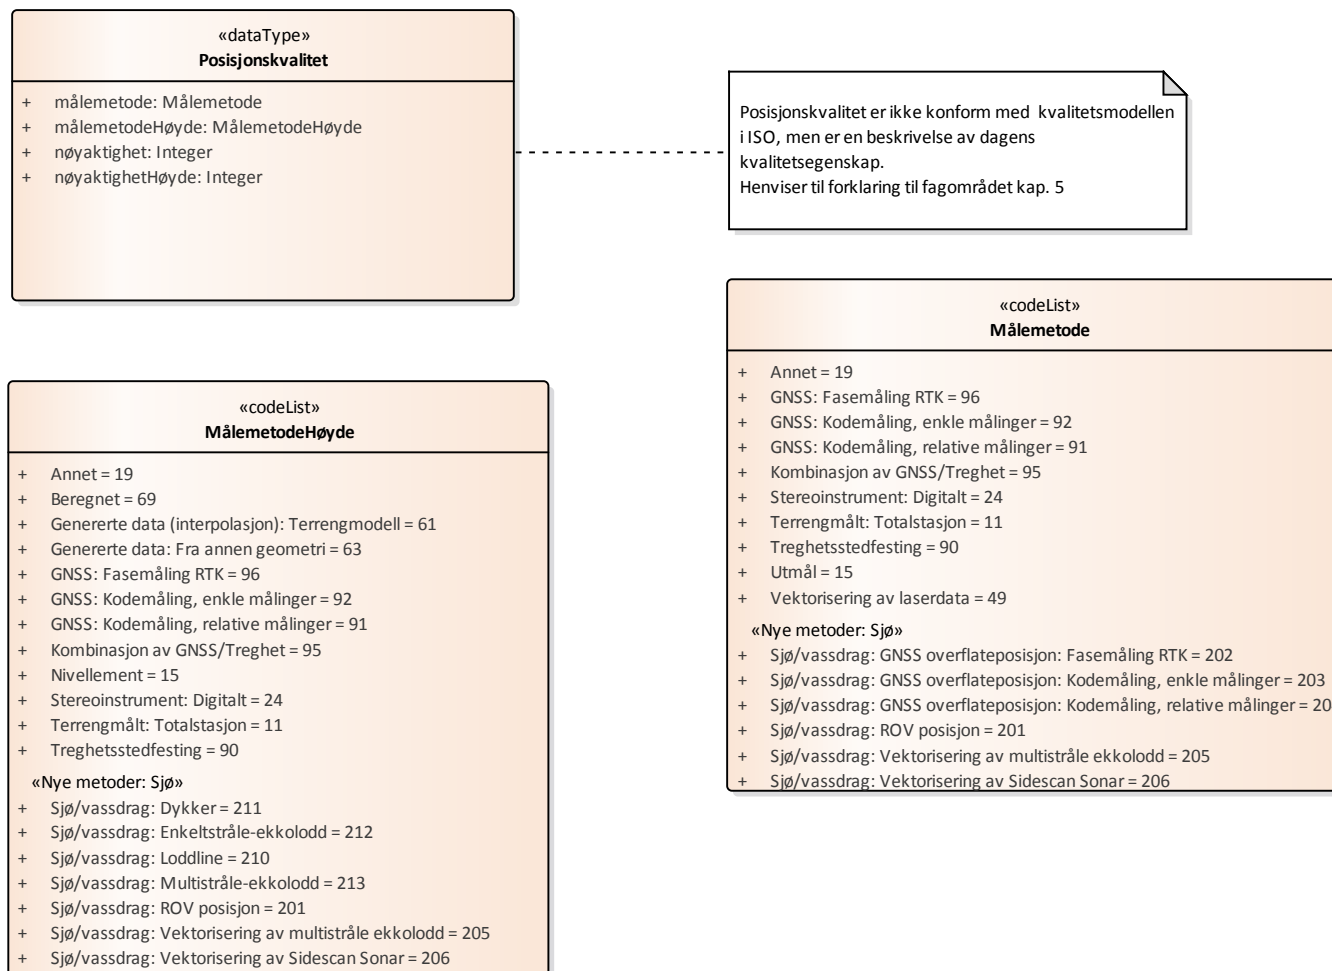 «dataType»
Posisjonskvalitet
+ målemetode: Målemetode
+ målemetodeHøyde: MålemetodeHøyde
+ nøyaktighet: Integer
+ nøyaktighetHøyde: Integer
Posisjonskvalitet er ikke konform med kvalitetsmodellen
i ISO, men er en beskrivelse av dagens
kvalitetsegenskap.
Henviser til forklaring til fagområdet kap. 5
«codeList»
Målemetode
+ Annet = 19
+ GNSS: Fasemåling RTK = 96
+ GNSS: Kodemåling, enkle målinger = 92
+ GNSS: Kodemåling, relative målinger = 91
+ Kombinasjon av GNSS/Treghet = 95
+ Stereoinstrument: Digitalt = 24
+ Terrengmålt: Totalstasjon = 11
+ Treghetsstedfesting = 90
+ Utmål = 15
+ Vektorisering av laserdata = 49
«Nye metoder: Sjø»
+ Sjø/vassdrag: GNSS overflateposisjon: Fasemåling RTK = 202
+ Sjø/vassdrag: GNSS overflateposisjon: Kodemåling, enkle målinger = 203
+ Sjø/vassdrag: GNSS overflateposisjon: Kodemåling, relative målinger = 20
+ Sjø/vassdrag: ROV posisjon = 201
+ Sjø/vassdrag: Vektorisering av multistråle ekkolodd = 205
+ Sjø/vassdrag: Vektorisering av Sidescan Sonar = 206
«codeList»
MålemetodeHøyde
+ Annet = 19
+ Beregnet = 69
+ Genererte data (interpolasjon): Terrengmodell = 61
+ Genererte data: Fra annen geometri = 63
+ GNSS: Fasemåling RTK = 96
+ GNSS: Kodemåling, enkle målinger = 92
+ GNSS: Kodemåling, relative målinger = 91
+ Kombinasjon av GNSS/Treghet = 95
+ Nivellement = 15
+ Stereoinstrument: Digitalt = 24
+ Terrengmålt: Totalstasjon = 11
+ Treghetsstedfesting = 90
«Nye metoder: Sjø»
+ Sjø/vassdrag: Dykker = 211
+ Sjø/vassdrag: Enkeltstråle-ekkolodd = 212
+ Sjø/vassdrag: Loddline = 210
+ Sjø/vassdrag: Multistråle-ekkolodd = 213
+ Sjø/vassdrag: ROV posisjon = 201
+ Sjø/vassdrag: Vektorisering av multistråle ekkolodd = 205
+ Sjø/vassdrag: Vektorisering av Sidescan Sonar = 206